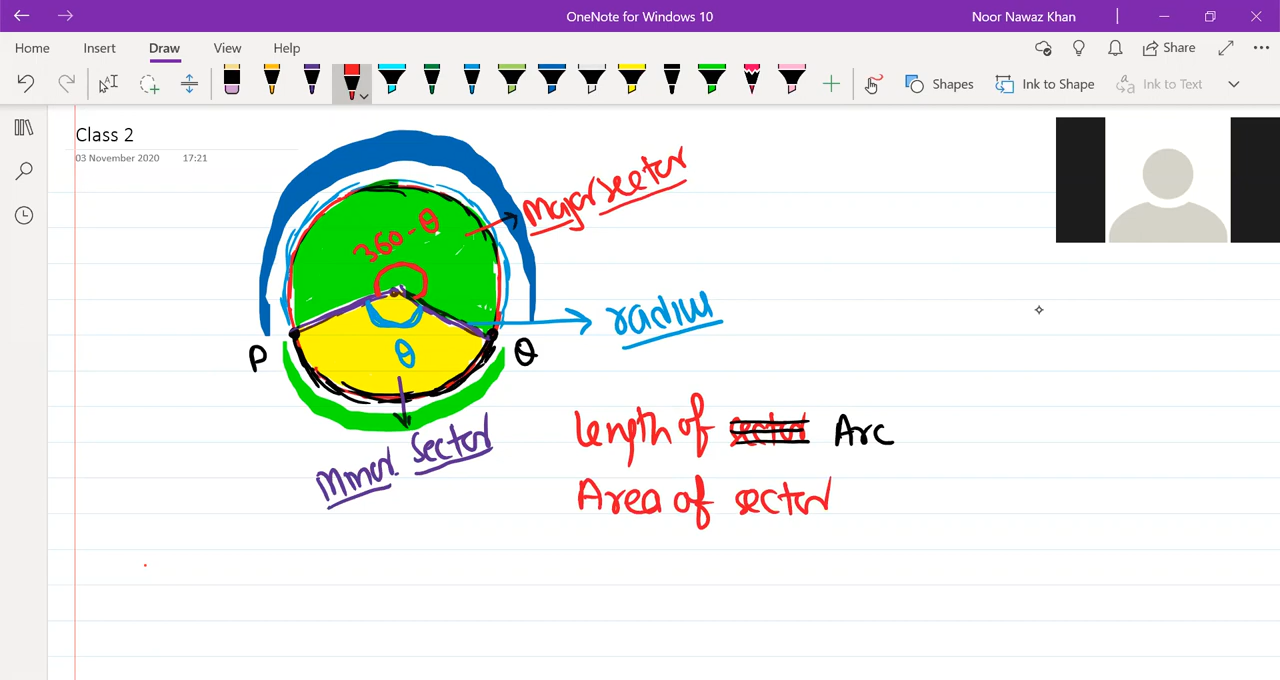 OneNote for Windows 10
Noor Nawaz Khan
Home Insert Draw View Help
Share
Shapes
Ink to Shape
Ink to Text
Class 2
03 November 2020 17:21
Major sector
360 - θ
radius
θ
P
Q
Minor Sector
Length of sector Arc
Area of sector